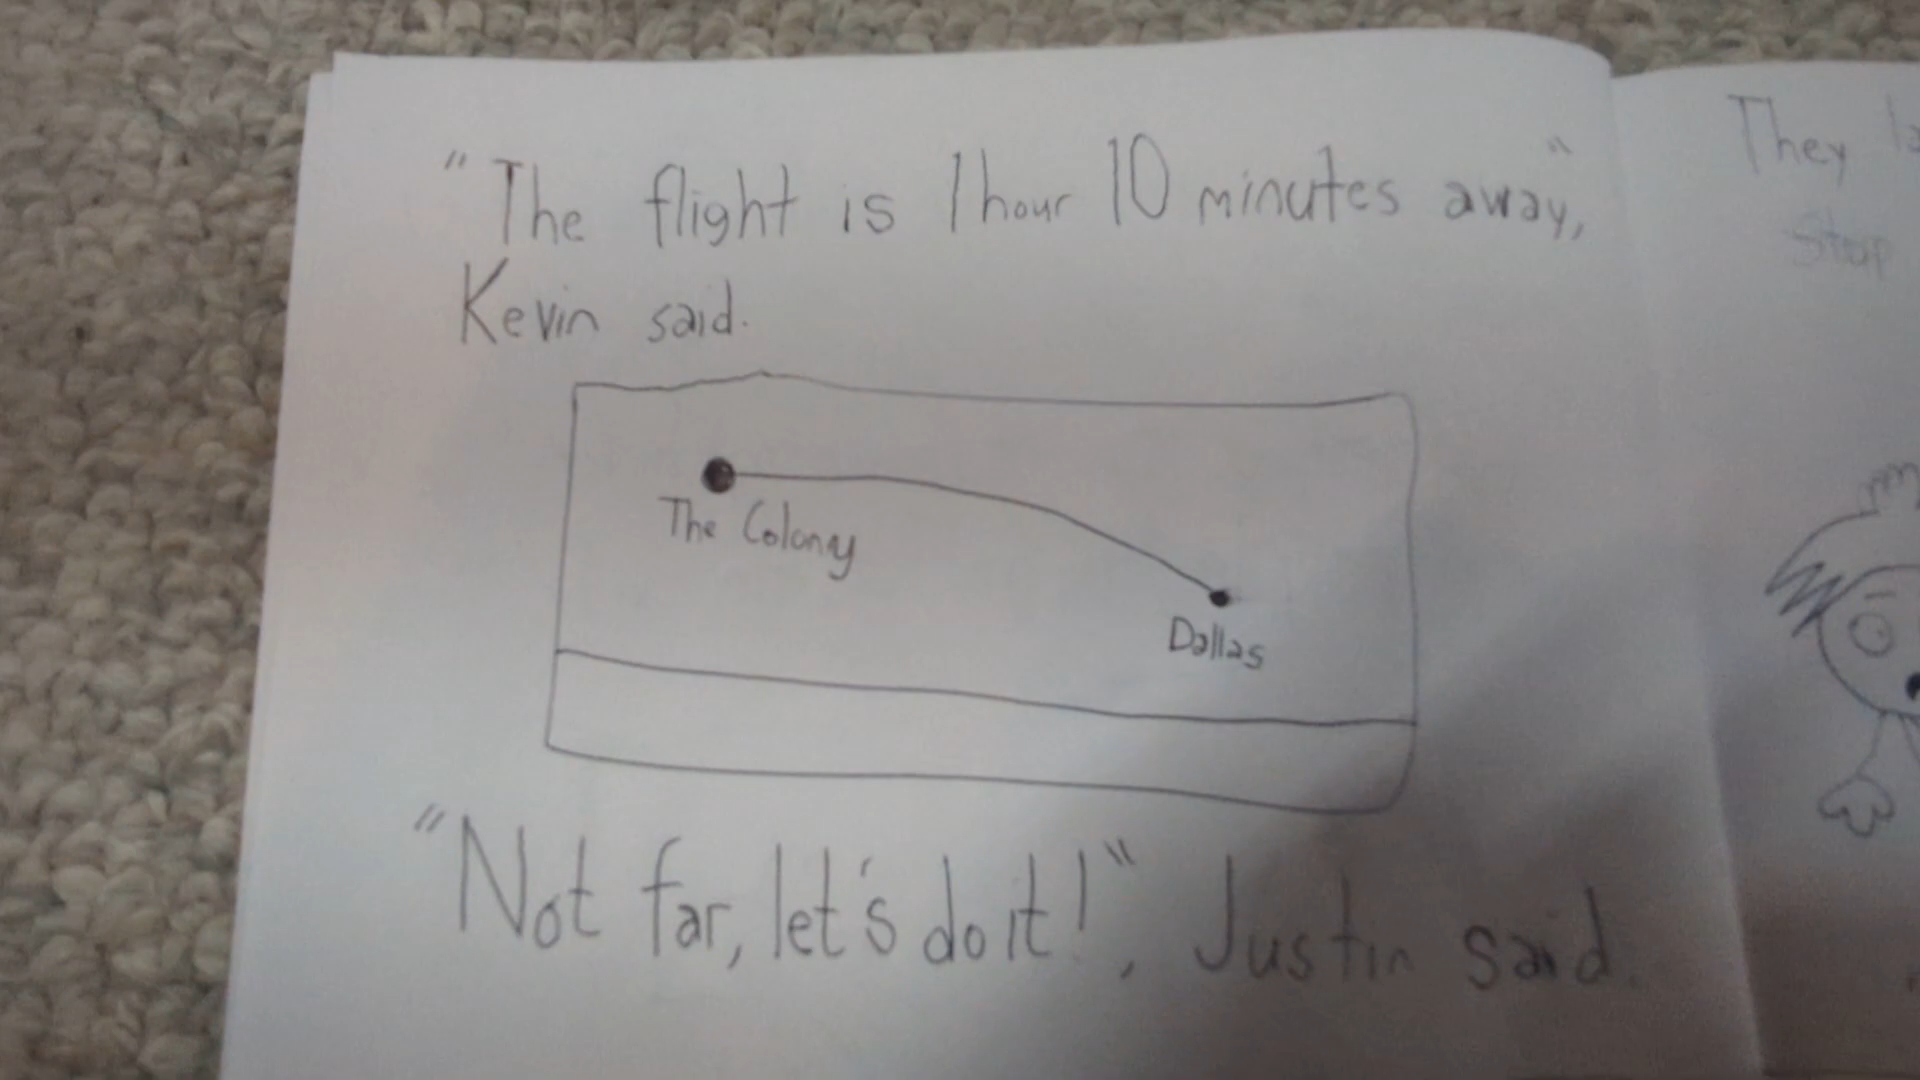 "The flight is 1 hour 10 minutes away,"
Kevin said.
The Colony
Dallas
"Not far, let's do it!", Justin said.
They
stop